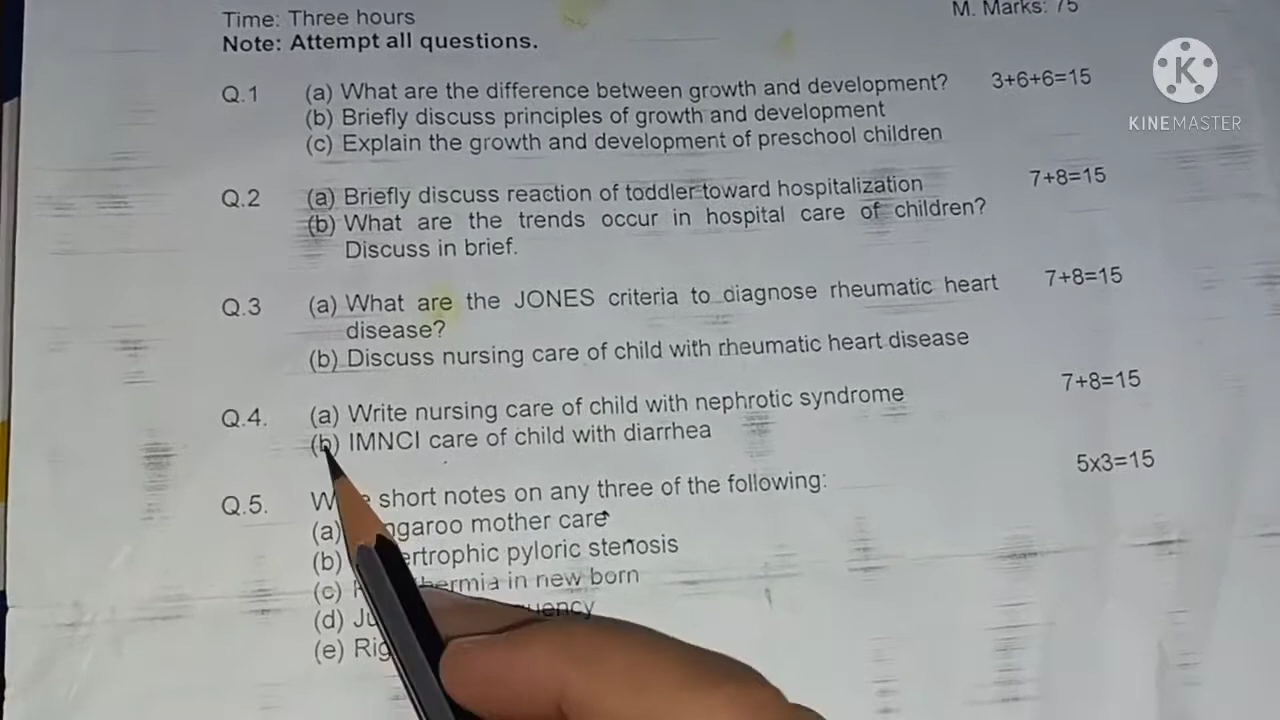 Time: Three hours
M. Marks: 75
Note: Attempt all questions.
Q.1 (a) What are the difference between growth and development? 3+6+6=15
(b) Briefly discuss principles of growth and development
(c) Explain the growth and development of preschool children
Q.2 (a) Briefly discuss reaction of toddler toward hospitalization 7+8=15
(b) What are the trends occur in hospital care of children?
Discuss in brief.
Q.3 (a) What are the JONES criteria to diagnose rheumatic heart 7+8=15
disease?
(b) Discuss nursing care of child with rheumatic heart disease
Q.4. (a) Write nursing care of child with nephrotic syndrome 7+8=15
(b) IMNCI care of child with diarrhea
Q.5. short notes on any three of the following: 5x3=15
(a) mother care
(b) pyloric stenosis
(c) in new born
(d)
(e)
K
KINEMASTER